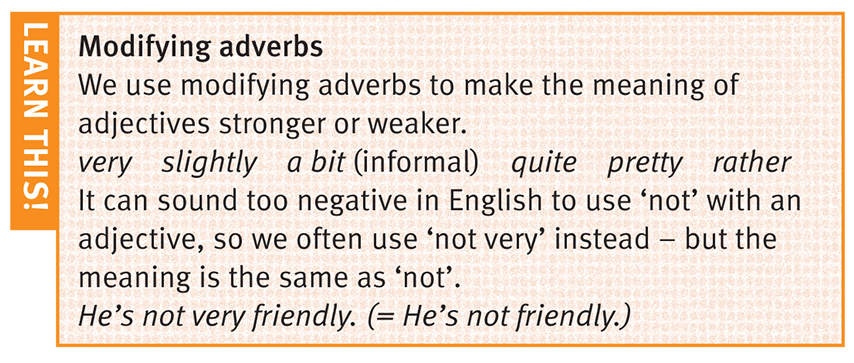 LEARN THIS!
Modifying adverbs
We use modifying adverbs to make the meaning of
adjectives stronger or weaker.
very slightly a bit (informal) quite pretty rather
It can sound too negative in English to use ‘not’ with an
adjective, so we often use ‘not very’ instead – but the
meaning is the same as ‘not’.
He’s not very friendly. (= He’s not friendly.)